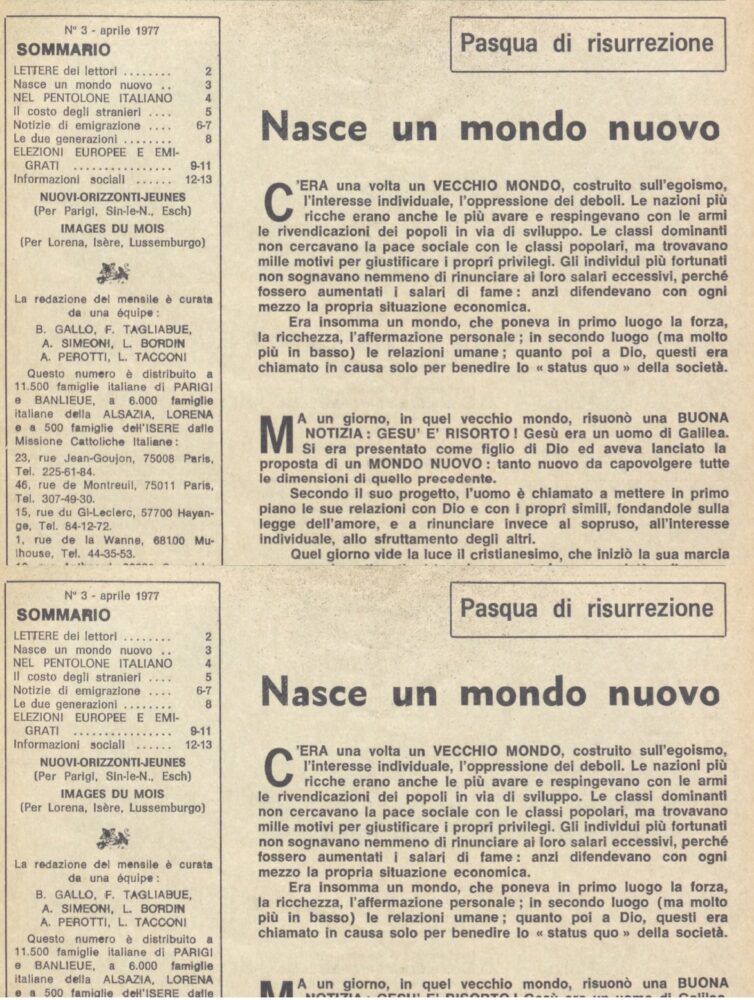 N° 3 - aprile 1977
SOMMARIO
LETTERE dei lettori ........ 2
Nasce un mondo nuovo .. 3
NEL PENTOLONE ITALIANO 4
Il costo degli stranieri .... 5
Notizie di emigrazione .... 6-7
Le due generazioni ........ 8
ELEZIONI EUROPEE E EMI-
GRATI ................ 9-11
Informazioni sociali ...... 12-13
NUOVI-ORIZZONTI-JEUNES
(Per Parigi, Sin-le-N., Esch)
IMAGES DU MOIS
(Per Lorena, Isère, Lussemburgo)
La redazione del mensile è curata
da una équipe :
B. GALLO, F. TAGLIABUE,
A. SIMEONI, L. BORDIN
A. PEROTTI, L. TACCONI
Questo numero è distribuito a
11.500 famiglie italiane di PARIGI
e BANLIEUE, a 6.000 famiglie
italiane della ALSAZIA, LORENA
e a 500 famiglie dell'ISERE dalle
Missione Cattoliche Italiane :
23, rue Jean-Goujon, 75008 Paris,
Tel. 225-61-84.
46, rue de Montreuil, 75011 Paris,
Tel. 307-49-30.
15, rue du Gl-Leclerc, 57700 Hayan-
ge, Tel. 84-12-72.
1, rue de la Wanne, 68100 Mu-
lhouse, Tel. 44-35-53.
Pasqua di risurrezione
Nasce un mondo nuovo
C'ERA una volta un VECCHIO MONDO, costruito sull'egoismo,
l'interesse individuale, l'oppressione dei deboli. Le nazioni più
ricche erano anche le più avare e respingevano con le armi
le rivendicazioni dei popoli in via di sviluppo. Le classi dominanti
non cercavano la pace sociale con le classi popolari, ma trovavano
mille motivi per giustificare i propri privilegi. Gli individui più fortunati
non sognavano nemmeno di rinunciare ai loro salari eccessivi, perché
fossero aumentati i salari di fame : anzi difendevano con ogni
mezzo la propria situazione economica.
Era insomma un mondo, che poneva in primo luogo la forza,
la ricchezza, l'affermazione personale ; in secondo luogo (ma molto
più in basso) le relazioni umane ; quanto poi a Dio, questi era
chiamato in causa solo per benedire lo « status quo » della società.
MA un giorno, in quel vecchio mondo, risuonò una BUONA
NOTIZIA : GESU' E' RISORTO ! Gesù era un uomo di Galilea.
Si era presentato come figlio di Dio ed aveva lanciato la
proposta di un MONDO NUOVO : tanto nuovo da capovolgere tutte
le dimensioni di quello precedente.
Secondo il suo progetto, l'uomo è chiamato a mettere in primo
piano le sue relazioni con Dio e con i propri simili, fondandole sulla
legge dell'amore, e a rinunciare invece al sopruso, all'interesse
individuale, allo sfruttamento degli altri.
Quel giorno vide la luce il cristianesimo, che iniziò la sua marcia
N° 3 - aprile 1977
SOMMARIO
LETTERE dei lettori ........ 2
Nasce un mondo nuovo .. 3
NEL PENTOLONE ITALIANO 4
Il costo degli stranieri .... 5
Notizie di emigrazione .... 6-7
Le due generazioni ........ 8
ELEZIONI EUROPEE E EMI-
GRATI ................ 9-11
Informazioni sociali ...... 12-13
NUOVI-ORIZZONTI-JEUNES
(Per Parigi, Sin-le-N., Esch)
IMAGES DU MOIS
(Per Lorena, Isère, Lussemburgo)
La redazione del mensile è curata
da una équipe :
B. GALLO, F. TAGLIABUE,
A. SIMEONI, L. BORDIN
A. PEROTTI, L. TACCONI
Questo numero è distribuito a
11.500 famiglie italiane di PARIGI
e BANLIEUE, a 6.000 famiglie
italiane della ALSAZIA, LORENA
e a 500 famiglie dell'ISERE dalle
Pasqua di risurrezione
Nasce un mondo nuovo
C'ERA una volta un VECCHIO MONDO, costruito sull'egoismo,
l'interesse individuale, l'oppressione dei deboli. Le nazioni più
ricche erano anche le più avare e respingevano con le armi
le rivendicazioni dei popoli in via di sviluppo. Le classi dominanti
non cercavano la pace sociale con le classi popolari, ma trovavano
mille motivi per giustificare i propri privilegi. Gli individui più fortunati
non sognavano nemmeno di rinunciare ai loro salari eccessivi, perché
fossero aumentati i salari di fame : anzi difendevano con ogni
mezzo la propria situazione economica.
Era insomma un mondo, che poneva in primo luogo la forza,
la ricchezza, l'affermazione personale ; in secondo luogo (ma molto
più in basso) le relazioni umane ; quanto poi a Dio, questi era
chiamato in causa solo per benedire lo « status quo » della società.
MA un giorno, in quel vecchio mondo, risuonò una BUONA
NOTIZIA : GESU' E' RISORTO ! Gesù era un uomo di Galilea.